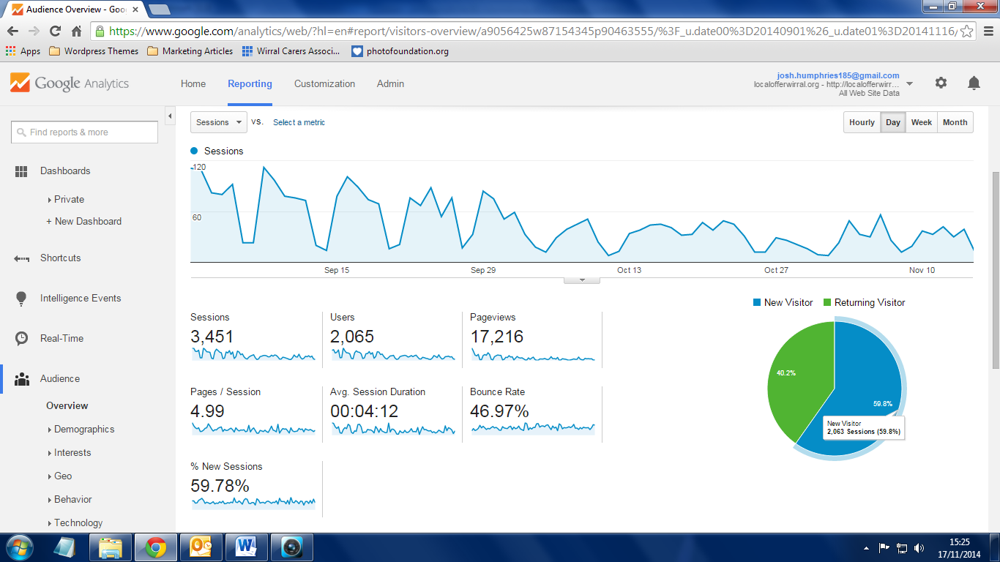 Audience Overview - Goo
https://www.google.com/analytics/web/?hl=en#report/visitors-overview/a9056425w87154345p90463555/%3F_u.date00%3D20140901%26_u.date01%3D20141116/
Apps Wordpress Themes Marketing Articles Wirral Carers Associ... photofoundation.org
Google Analytics
Home Reporting Customization Admin
josh.humphries185@gmail.com
localofferwirral.org - http://localofferwirr...
All Web Site Data
Find reports & more
Dashboards
Private
+ New Dashboard
Shortcuts
Intelligence Events
Real-Time
Audience
Overview
Demographics
Interests
Geo
Behavior
Technology
Sessions VS. Select a metric
Hourly Day Week Month
Sessions
120
60
Sep 15 Sep 29 Oct 13 Oct 27 Nov 10
Sessions
3,451
Users
2,065
Pageviews
17,216
Pages / Session
4.99
Avg. Session Duration
00:04:12
Bounce Rate
46.97%
% New Sessions
59.78%
New Visitor Returning Visitor
40.2%
59.8%
New Visitor
2,063 Sessions (59.8%)
15:25
17/11/2014